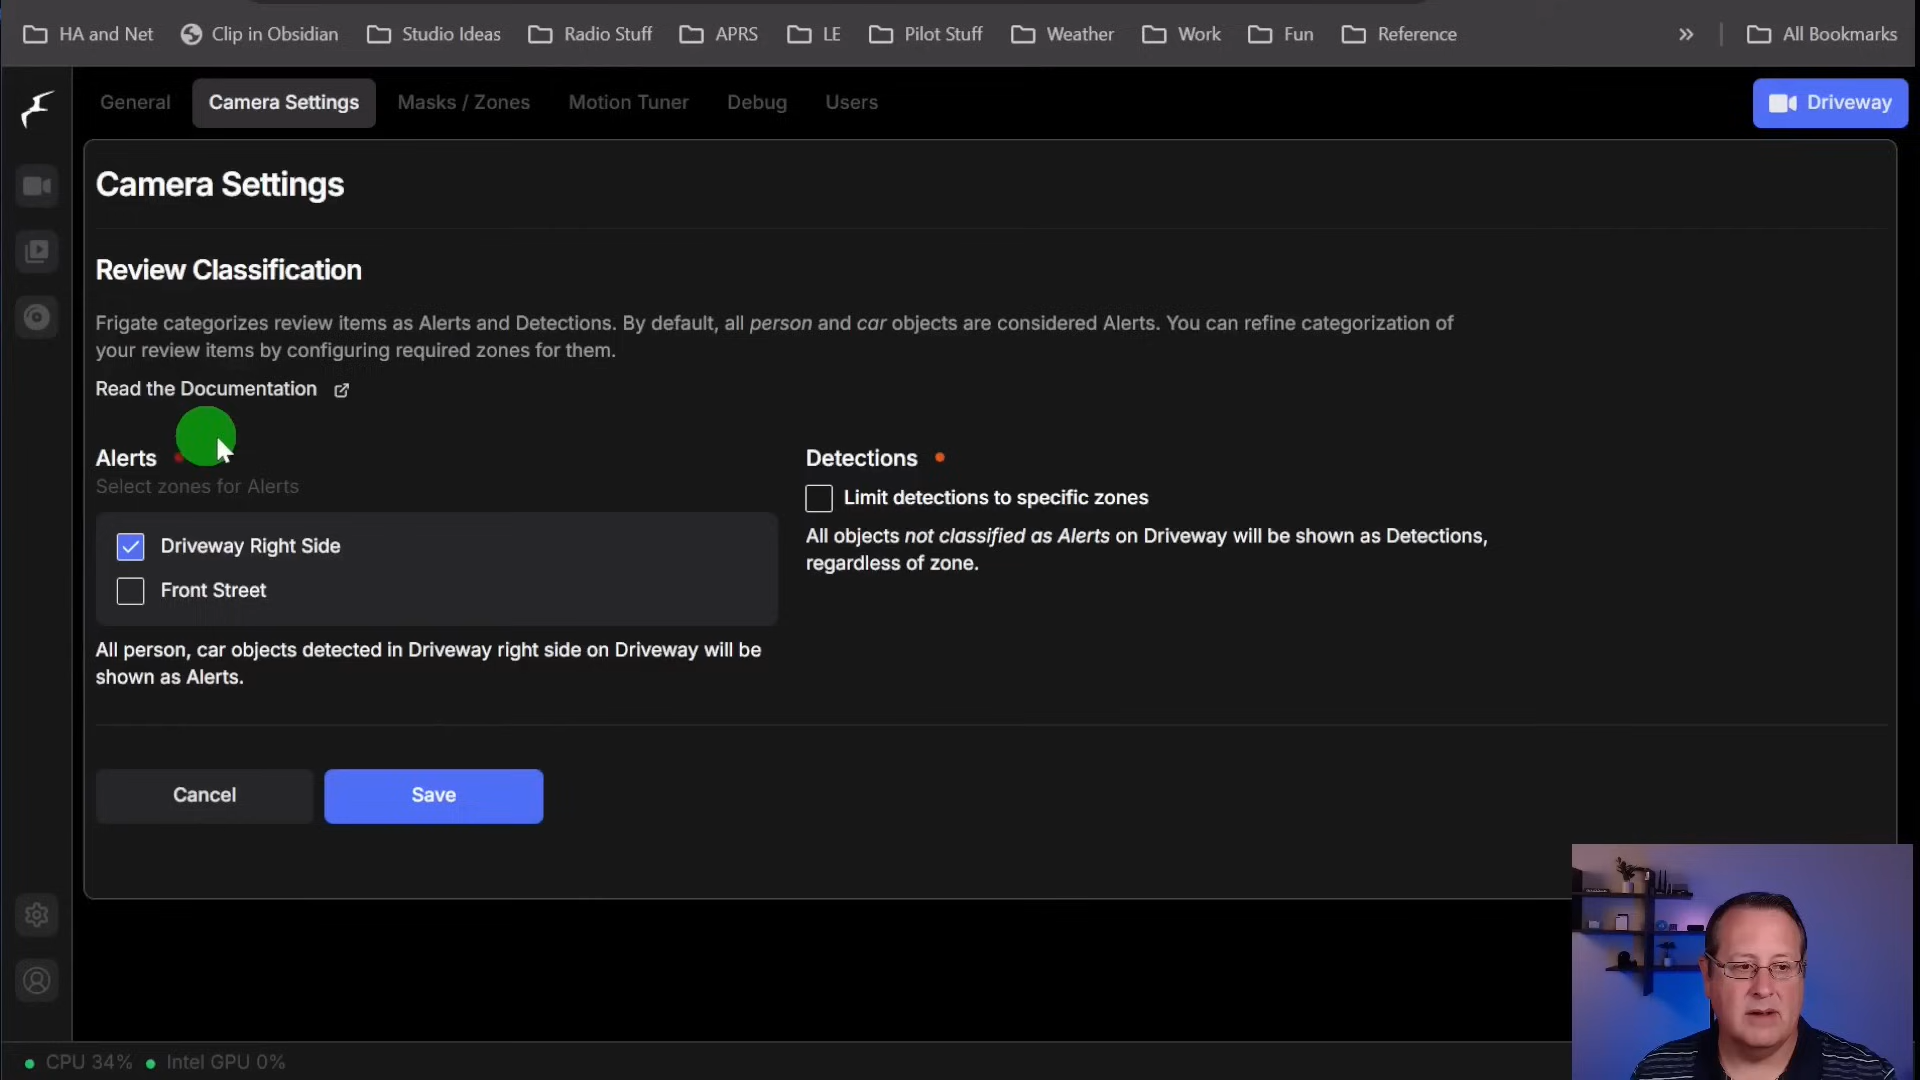 HA and Net Clip in Obsidian Studio Ideas Radio Stuff APRS LE Pilot Stuff Weather Work Fun Reference » All Bookmarks
General Camera Settings Masks / Zones Motion Tuner Debug Users Driveway
Camera Settings
Review Classification
Frigate categorizes review items as Alerts and Detections. By default, all person and car objects are considered Alerts. You can refine categorization of
your review items by configuring required zones for them.
Read the Documentation
Alerts
Select zones for Alerts
Driveway Right Side
Front Street
All person, car objects detected in Driveway right side on Driveway will be
shown as Alerts.
Detections
Limit detections to specific zones
All objects not classified as Alerts on Driveway will be shown as Detections,
regardless of zone.
Cancel Save
CPU 34% Intel GPU 0%